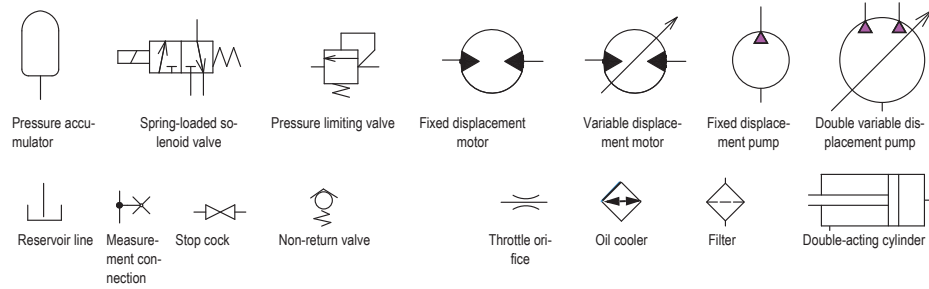 Pressure accu-
mulator
Spring-loaded so-
lenoid valve
Pressure limiting valve
Fixed displacement
motor
Variable displace-
ment motor
Fixed displace-
ment pump
Double variable dis-
placement pump
Reservoir line
Measure-
ment con-
nection
Stop cock
Non-return valve
Throttle ori-
fice
Oil cooler
Filter
Double-acting cylinder